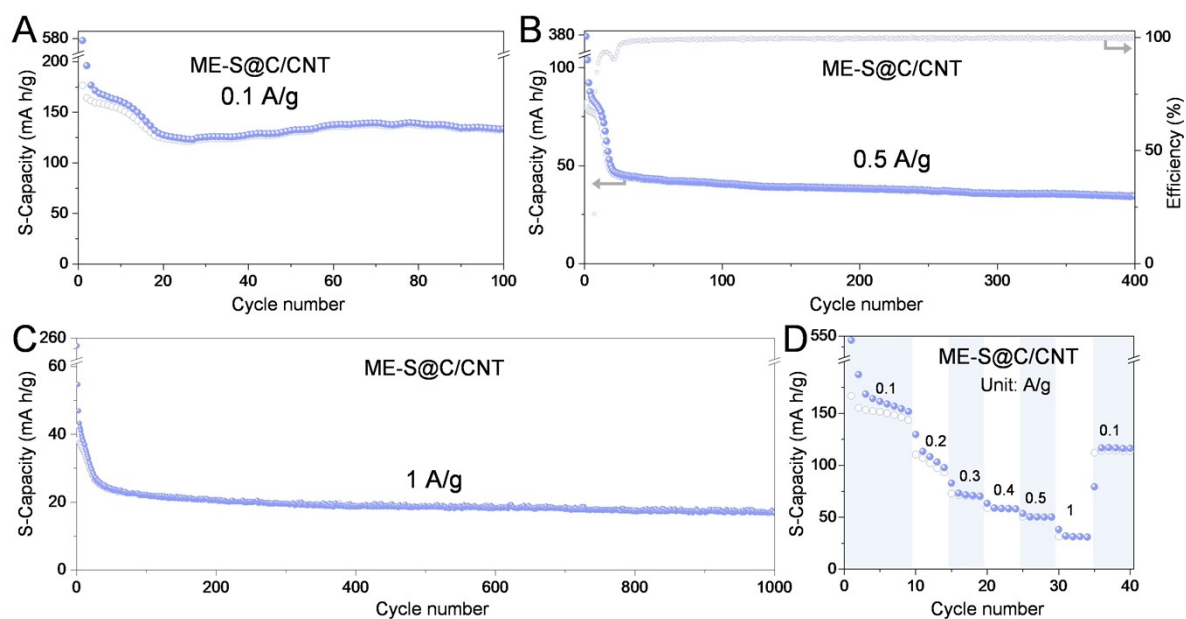 A
580
200
150
100
50
0
S-Capacity (mA h/g)
ME-S@C/CNT
0.1 A/g
0 20 40 60 80 100
Cycle number
B
380
100
50
0
S-Capacity (mA h/g)
ME-S@C/CNT
0.5 A/g
100
50
0
Efficiency (%)
0 100 200 300 400
Cycle number
C
260
60
40
20
0
S-Capacity (mA h/g)
ME-S@C/CNT
1 A/g
0 200 400 600 800 1000
Cycle number
D
550
150
100
50
0
S-Capacity (mA h/g)
ME-S@C/CNT
Unit: A/g
0.1
0.2
0.3
0.4
0.5
1
0.1
0 10 20 30 40
Cycle number